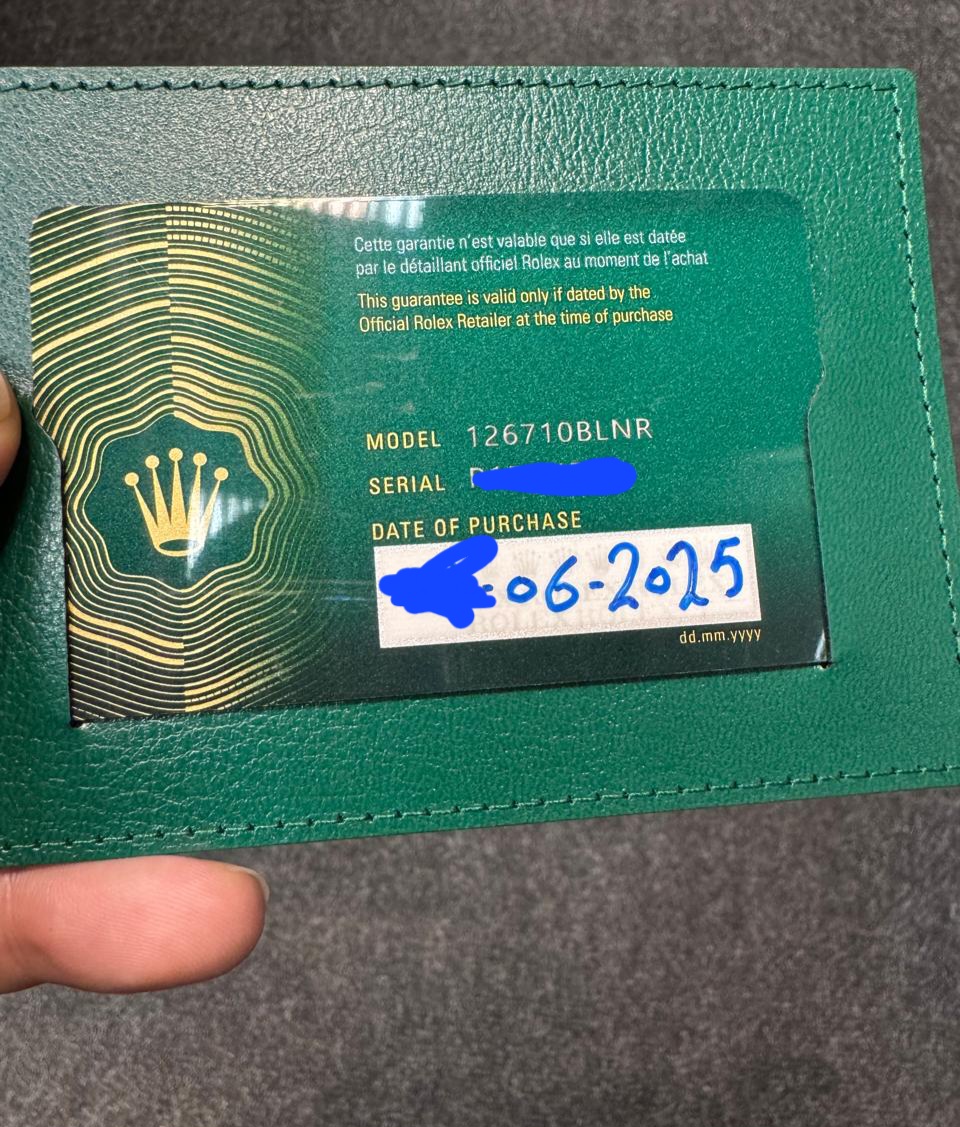 Cette garantie n'est valable que si elle est datée
par le détaillant officiel Rolex au moment de l'achat
This guarantee is valid only if dated by the
Official Rolex Retailer at the time of purchase
MODEL 126710BLNR
SERIAL
DATE OF PURCHASE
-06-2025
ROLEX
dd.mm.yyyy